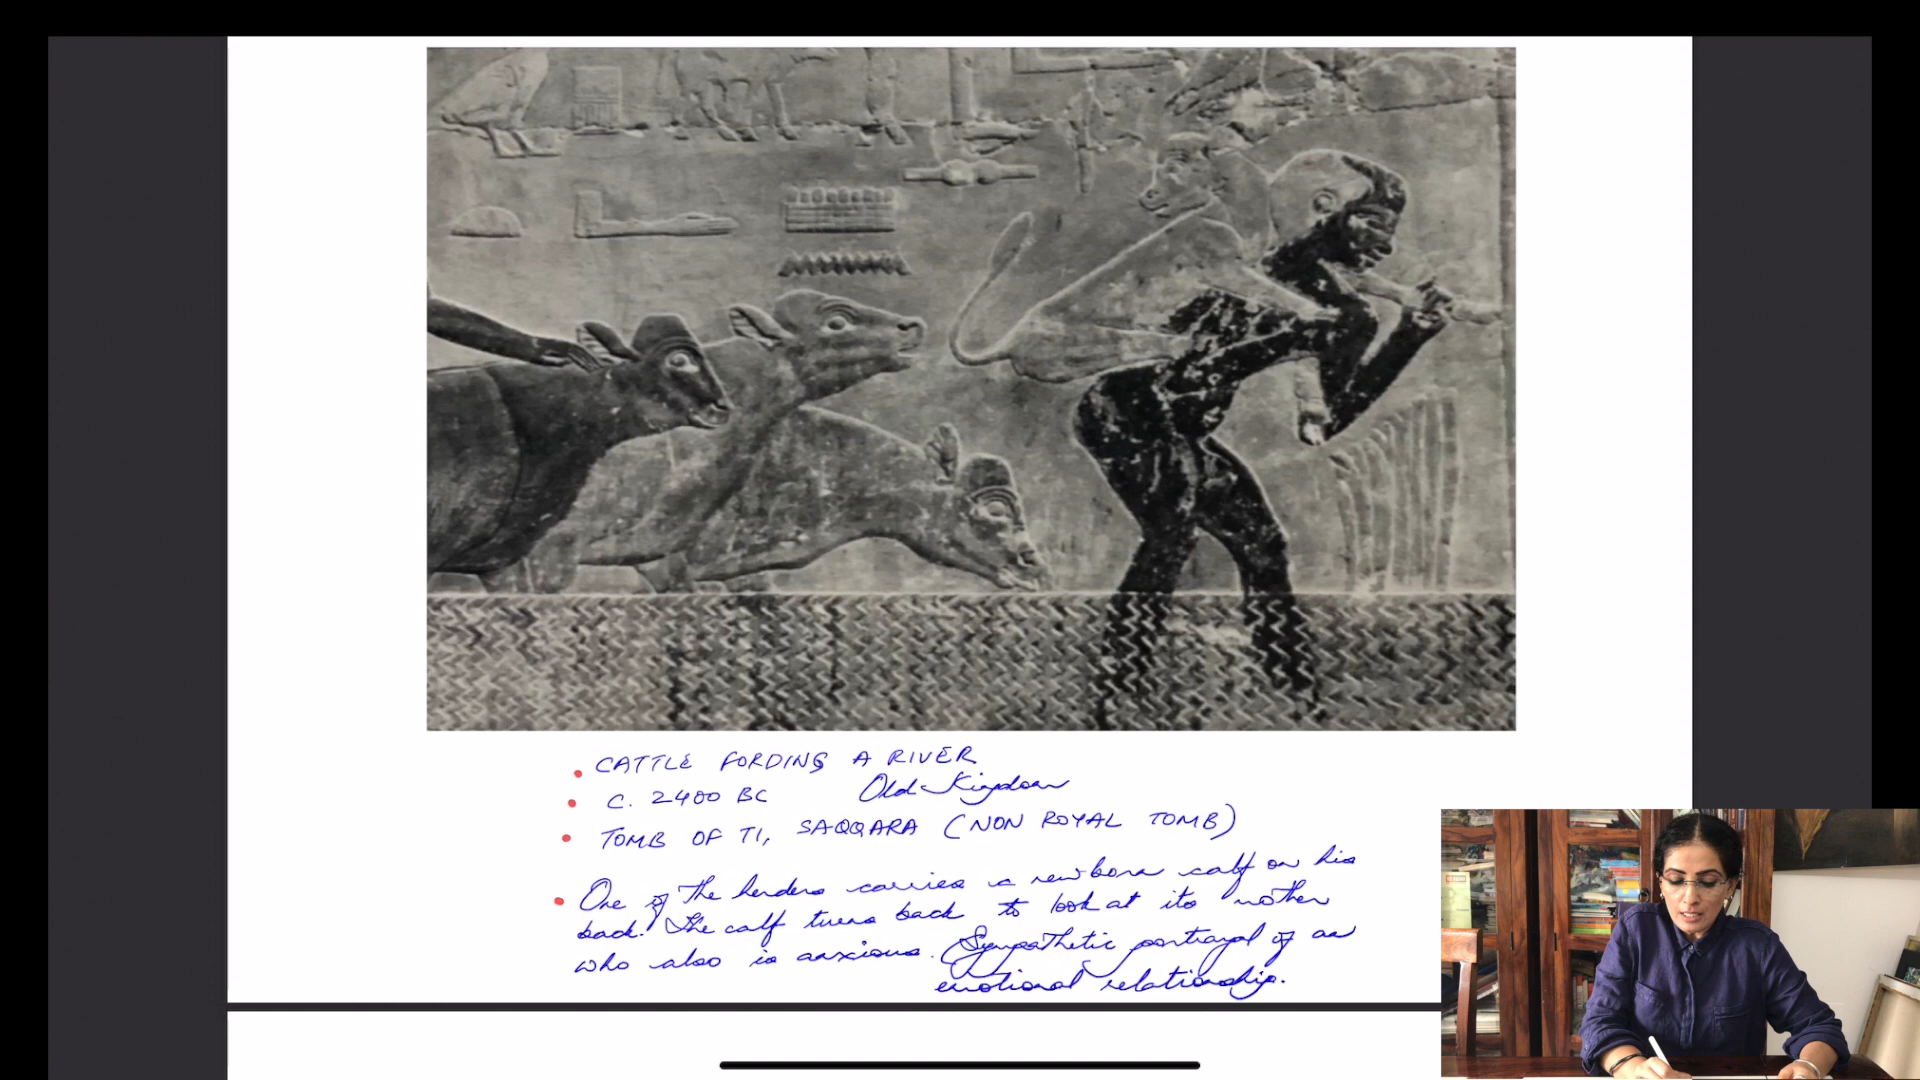 CATTLE FORDING A RIVER
C. 2400 BC Old Kingdom
TOMB OF TI, SAQQARA (NON ROYAL TOMB)
One of the herders carries a newborn calf on his
back. The calf turns back to look at its mother
who also is anxious. (Sympathetic portrayal of an
emotional relationship.